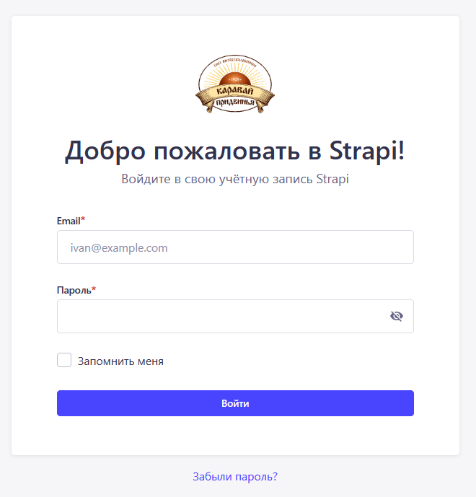 КАРАВАЙ
ПРИДВИНЬЯ
Добро пожаловать в Strapi!
Войдите в свою учётную запись Strapi
Email*
ivan@example.com
Пароль*
Запомнить меня
Войти
Забыли пароль?